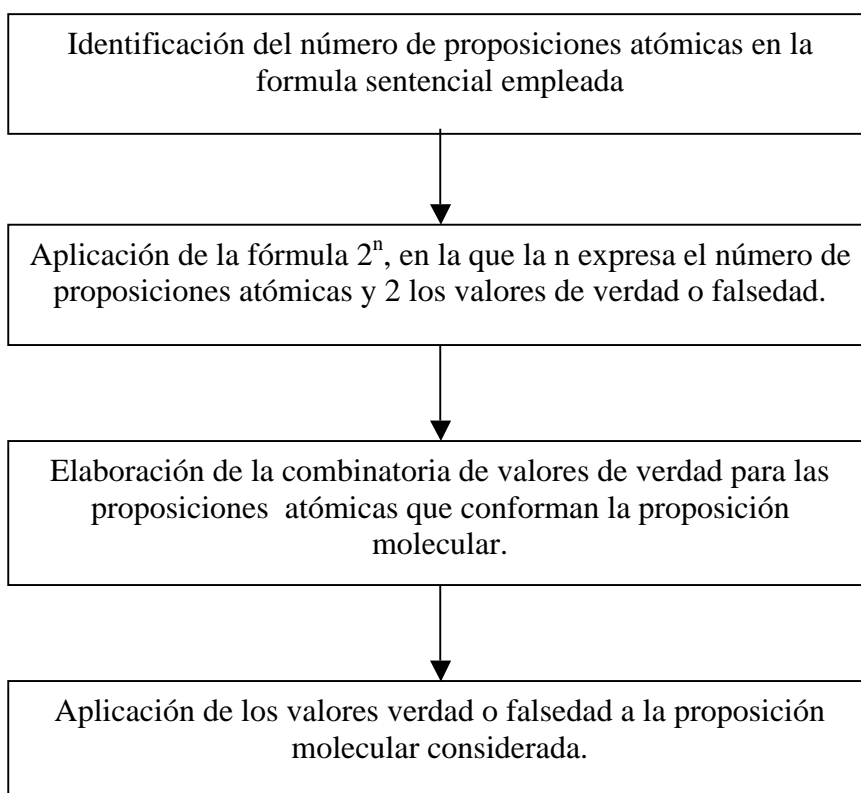 Identificación del número de proposiciones atómicas en la
formula sentencial empleada
Aplicación de la fórmula 2ⁿ, en la que la n expresa el número de
proposiciones atómicas y 2 los valores de verdad o falsedad.
Elaboración de la combinatoria de valores de verdad para las
proposiciones atómicas que conforman la proposición
molecular.
Aplicación de los valores verdad o falsedad a la proposición
molecular considerada.